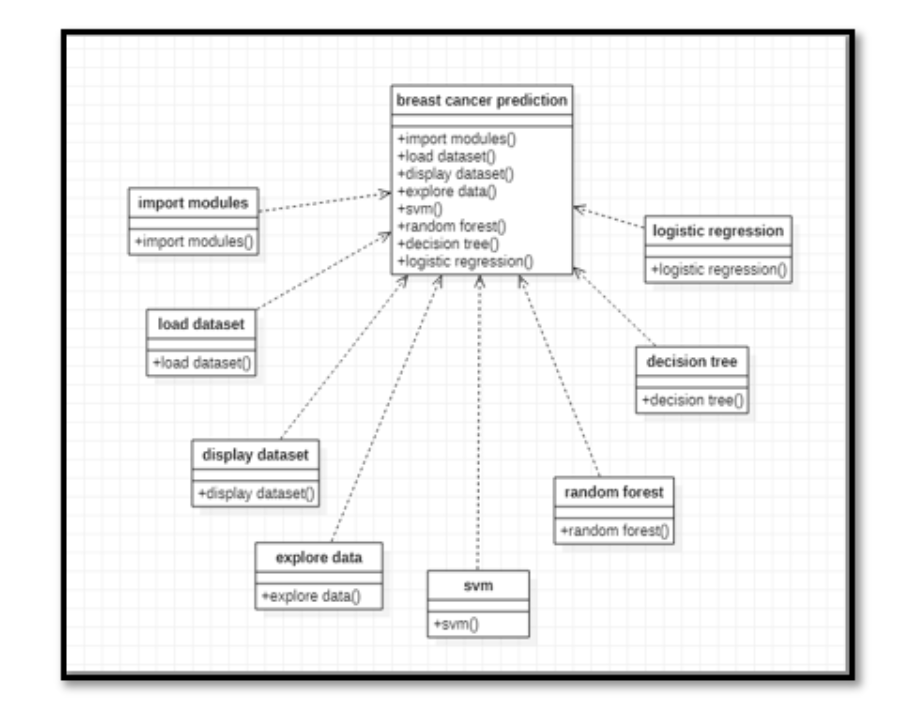 breast cancer prediction
+import modules()
+load dataset()
+display dataset()
+explore data()
+svm()
+random forest()
+decision tree()
+logistic regression()
import modules
+import modules()
logistic regression
+logistic regression()
load dataset
+load dataset()
decision tree
+decision tree()
display dataset
+display dataset()
random forest
+random forest()
explore data
+explore data()
svm
+svm()